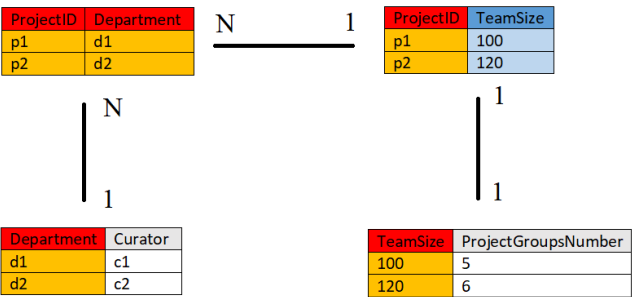 ProjectID Department
p1 d1
p2 d2
N 1
ProjectID TeamSize
p1 100
p2 120
N
1
1
1
Department Curator
d1 c1
d2 c2
TeamSize ProjectGroupsNumber
100 5
120 6